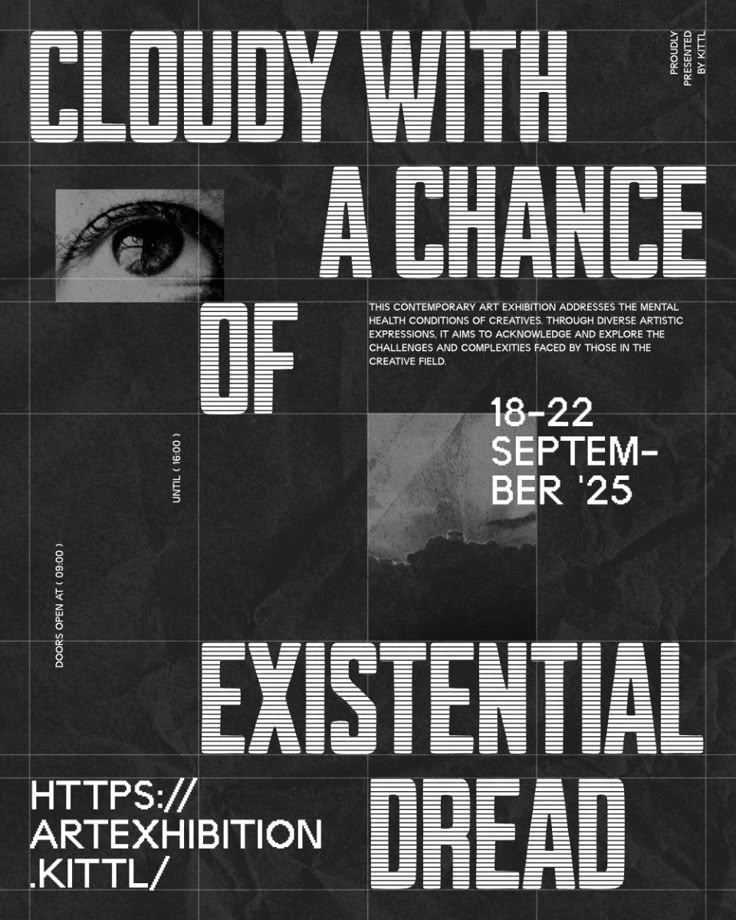 CLOUDY WITH
PROUDLY
PRESENTED
BY KITTL
A CHANCE
OF
THIS CONTEMPORARY ART EXHIBITION ADDRESSES THE MENTAL
HEALTH CONDITIONS OF CREATIVES. THROUGH DIVERSE ARTISTIC
EXPRESSIONS, IT AIMS TO ACKNOWLEDGE AND EXPLORE THE
CHALLENGES AND COMPLEXITIES FACED BY THOSE IN THE
CREATIVE FIELD.
18-22
SEPTEM-
BER '25
UNTIL ( 16:00 )
DOORS OPEN AT ( 09:00 )
EXISTENTIAL
DREAD
HTTPS://
ARTEXHIBITION
.KITTL/